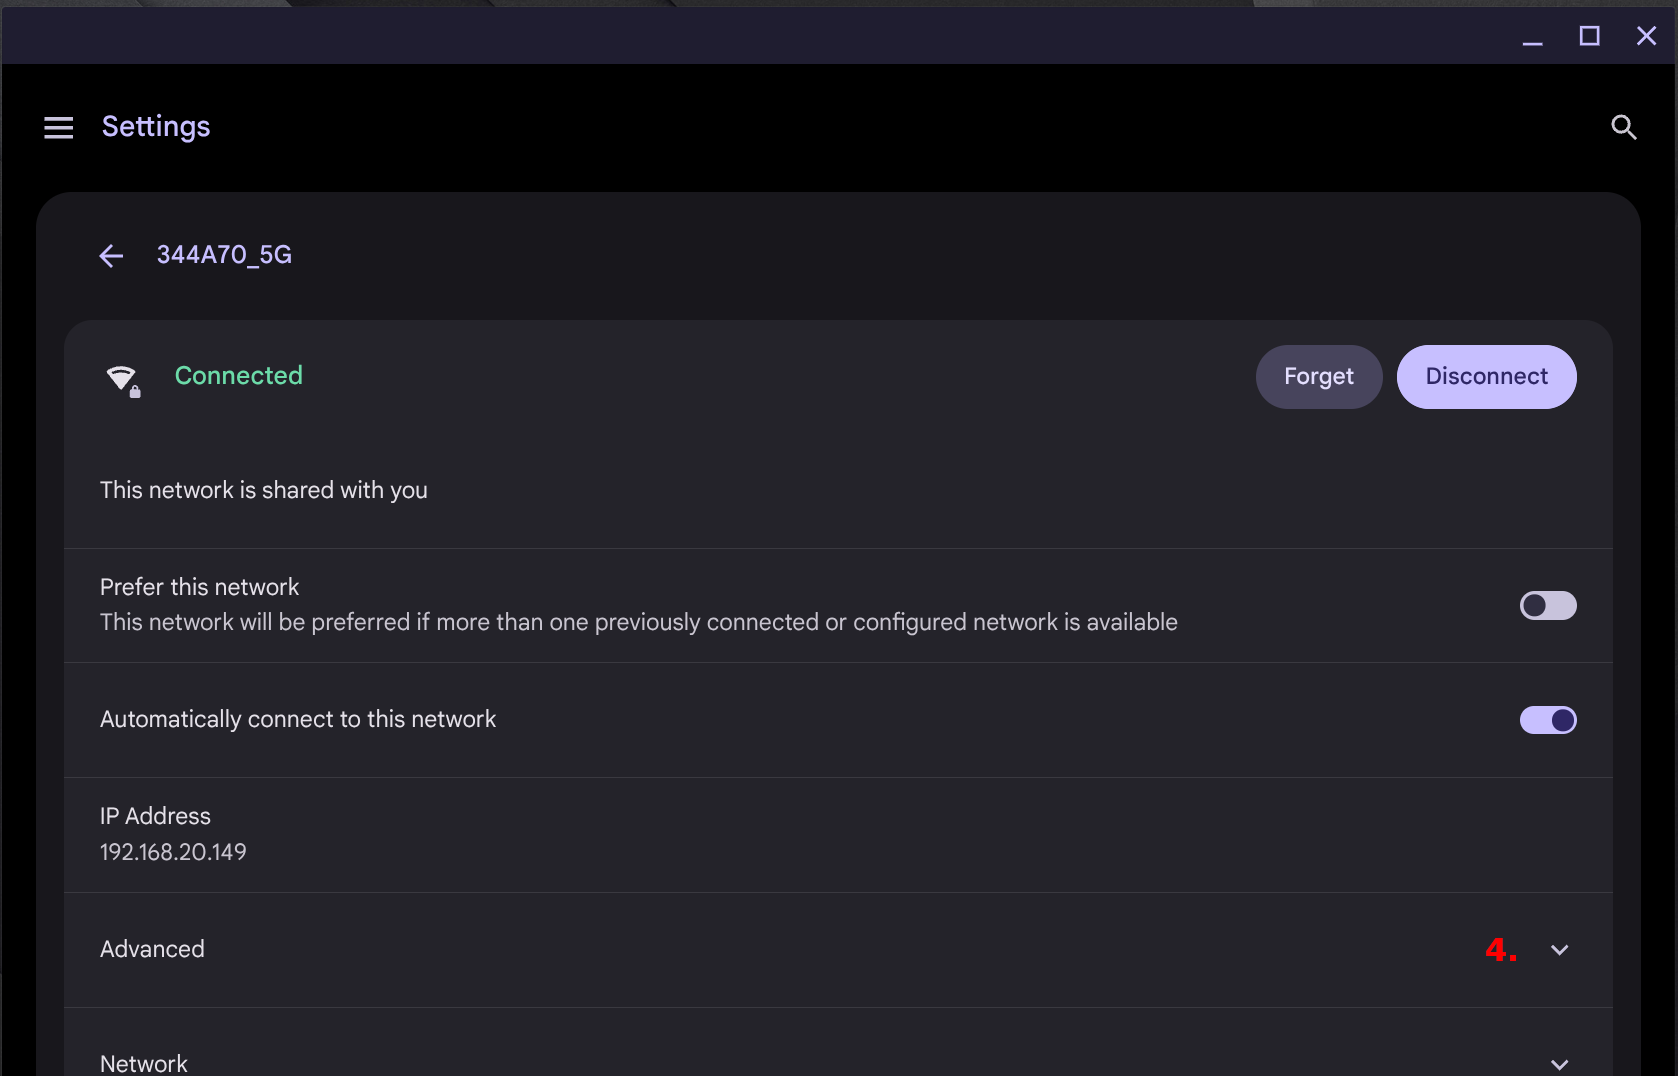 Settings
344A70_5G
Connected
Forget
Disconnect
This network is shared with you
Prefer this network
This network will be preferred if more than one previously connected or configured network is available
Automatically connect to this network
IP Address
192.168.20.149
Advanced
4.
Network